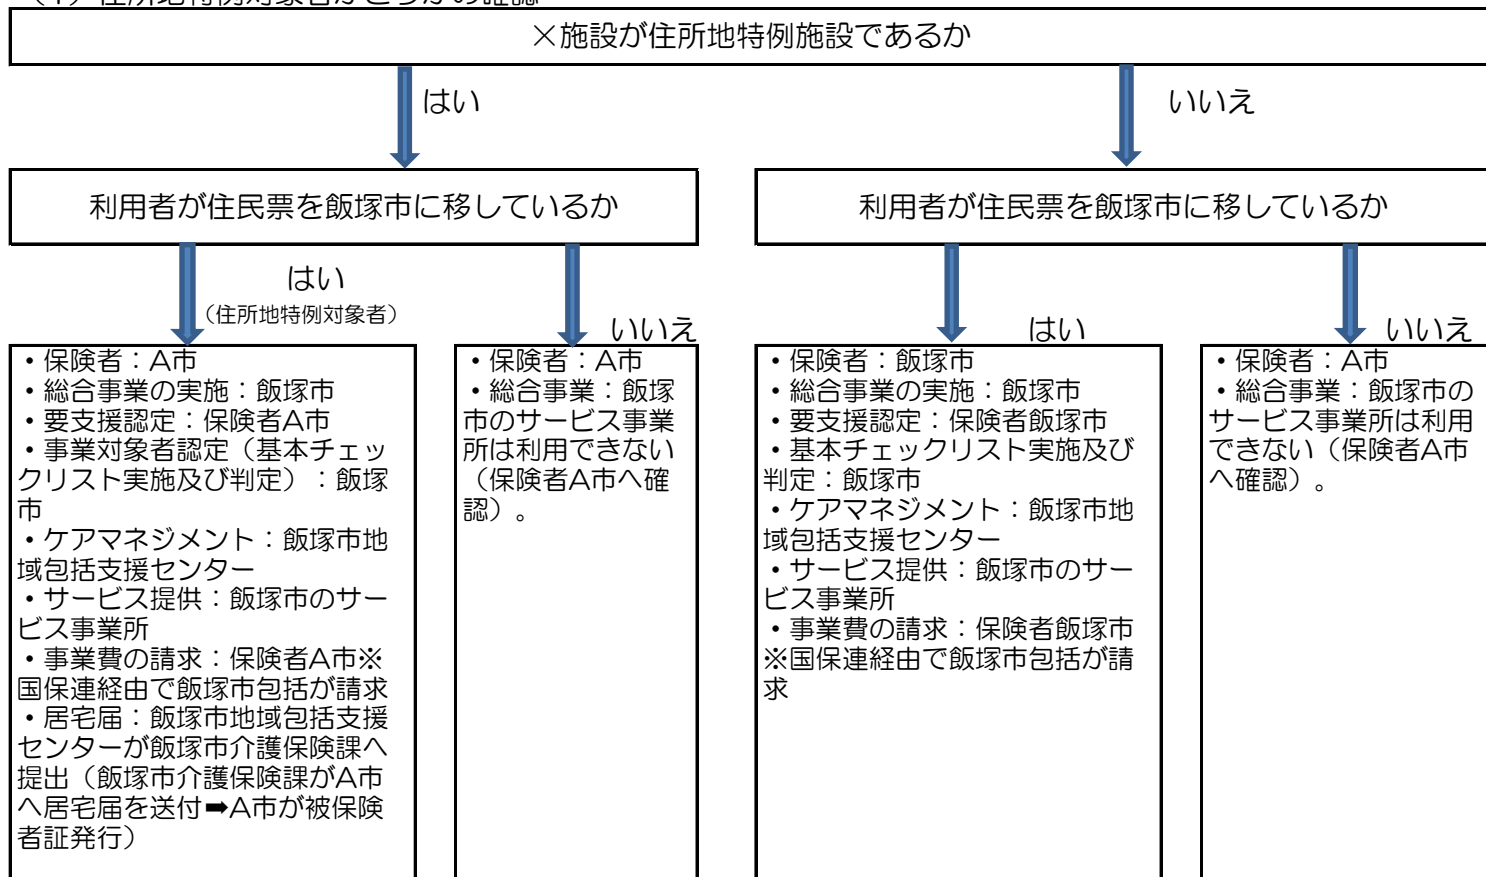 （1）住所地特例対象者かどうかの確認
×施設が住所地特例施設であるか
はい
いいえ
利用者が住民票を飯塚市に移しているか
利用者が住民票を飯塚市に移しているか
はい
（住所地特例対象者）
いいえ
はい
いいえ
・保険者：A市
・総合事業の実施：飯塚市
・要支援認定：保険者A市
・事業対象者認定（基本チェッ
クリスト実施及び判定）：飯塚
市
・ケアマネジメント：飯塚市地
域包括支援センター
・サービス提供：飯塚市のサー
ビス事業所
・事業費の請求：保険者A市※
国保連経由で飯塚市包括が請求
・居宅届：飯塚市地域包括支援
センターが飯塚市介護保険課へ
提出（飯塚市介護保険課がA市
へ居宅届を送付➡A市が被保険
者証発行）
・保険者：A市
・総合事業：飯塚
市のサービス事業
所は利用できない
（保険者A市へ確
認）。
・保険者：飯塚市
・総合事業の実施：飯塚市
・要支援認定：保険者飯塚市
・基本チェックリスト実施及び
判定：飯塚市
・ケアマネジメント：飯塚市地
域包括支援センター
・サービス提供：飯塚市のサー
ビス事業所
・事業費の請求：保険者飯塚市
※国保連経由で飯塚市包括が請
求
・保険者：A市
・総合事業：飯塚市の
サービス事業所は利用
できない（保険者A市
へ確認）。